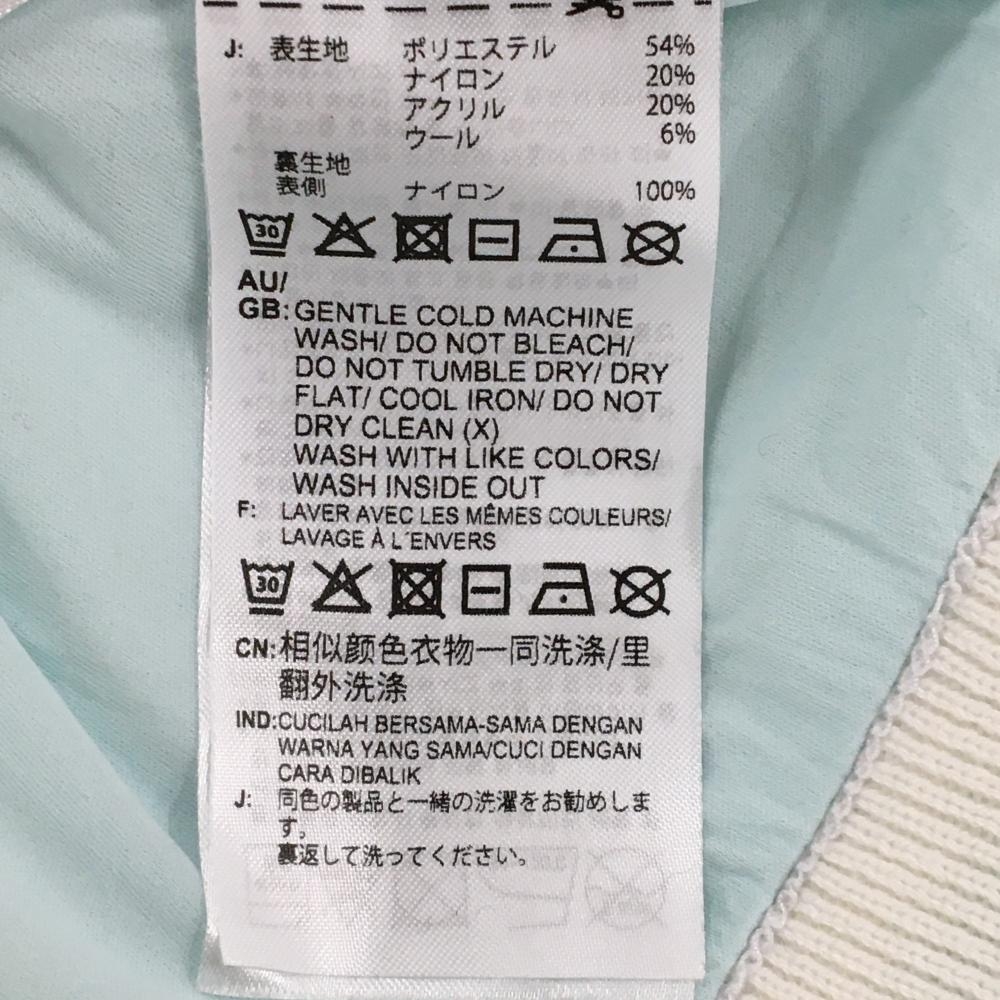 J: 表生地 ポリエステル 54%
ナイロン 20%
アクリル 20%
ウール 6%
裏生地
表側 ナイロン 100%
30
AU/
GB: GENTLE COLD MACHINE
WASH/ DO NOT BLEACH/
DO NOT TUMBLE DRY/ DRY
FLAT/ COOL IRON/ DO NOT
DRY CLEAN (X)
WASH WITH LIKE COLORS/
WASH INSIDE OUT
F: LAVER AVEC LES MÊMES COULEURS/
LAVAGE À L´ENVERS
30
CN: 相似颜色衣物一同洗涤/里
翻外洗涤
IND: CUCILAH BERSAMA-SAMA DENGAN
WARNA YANG SAMA/CUCI DENGAN
CARA DIBALIK
J: 同色の製品と一緒の洗濯をお勧めしま
す。
裏返して洗ってください。